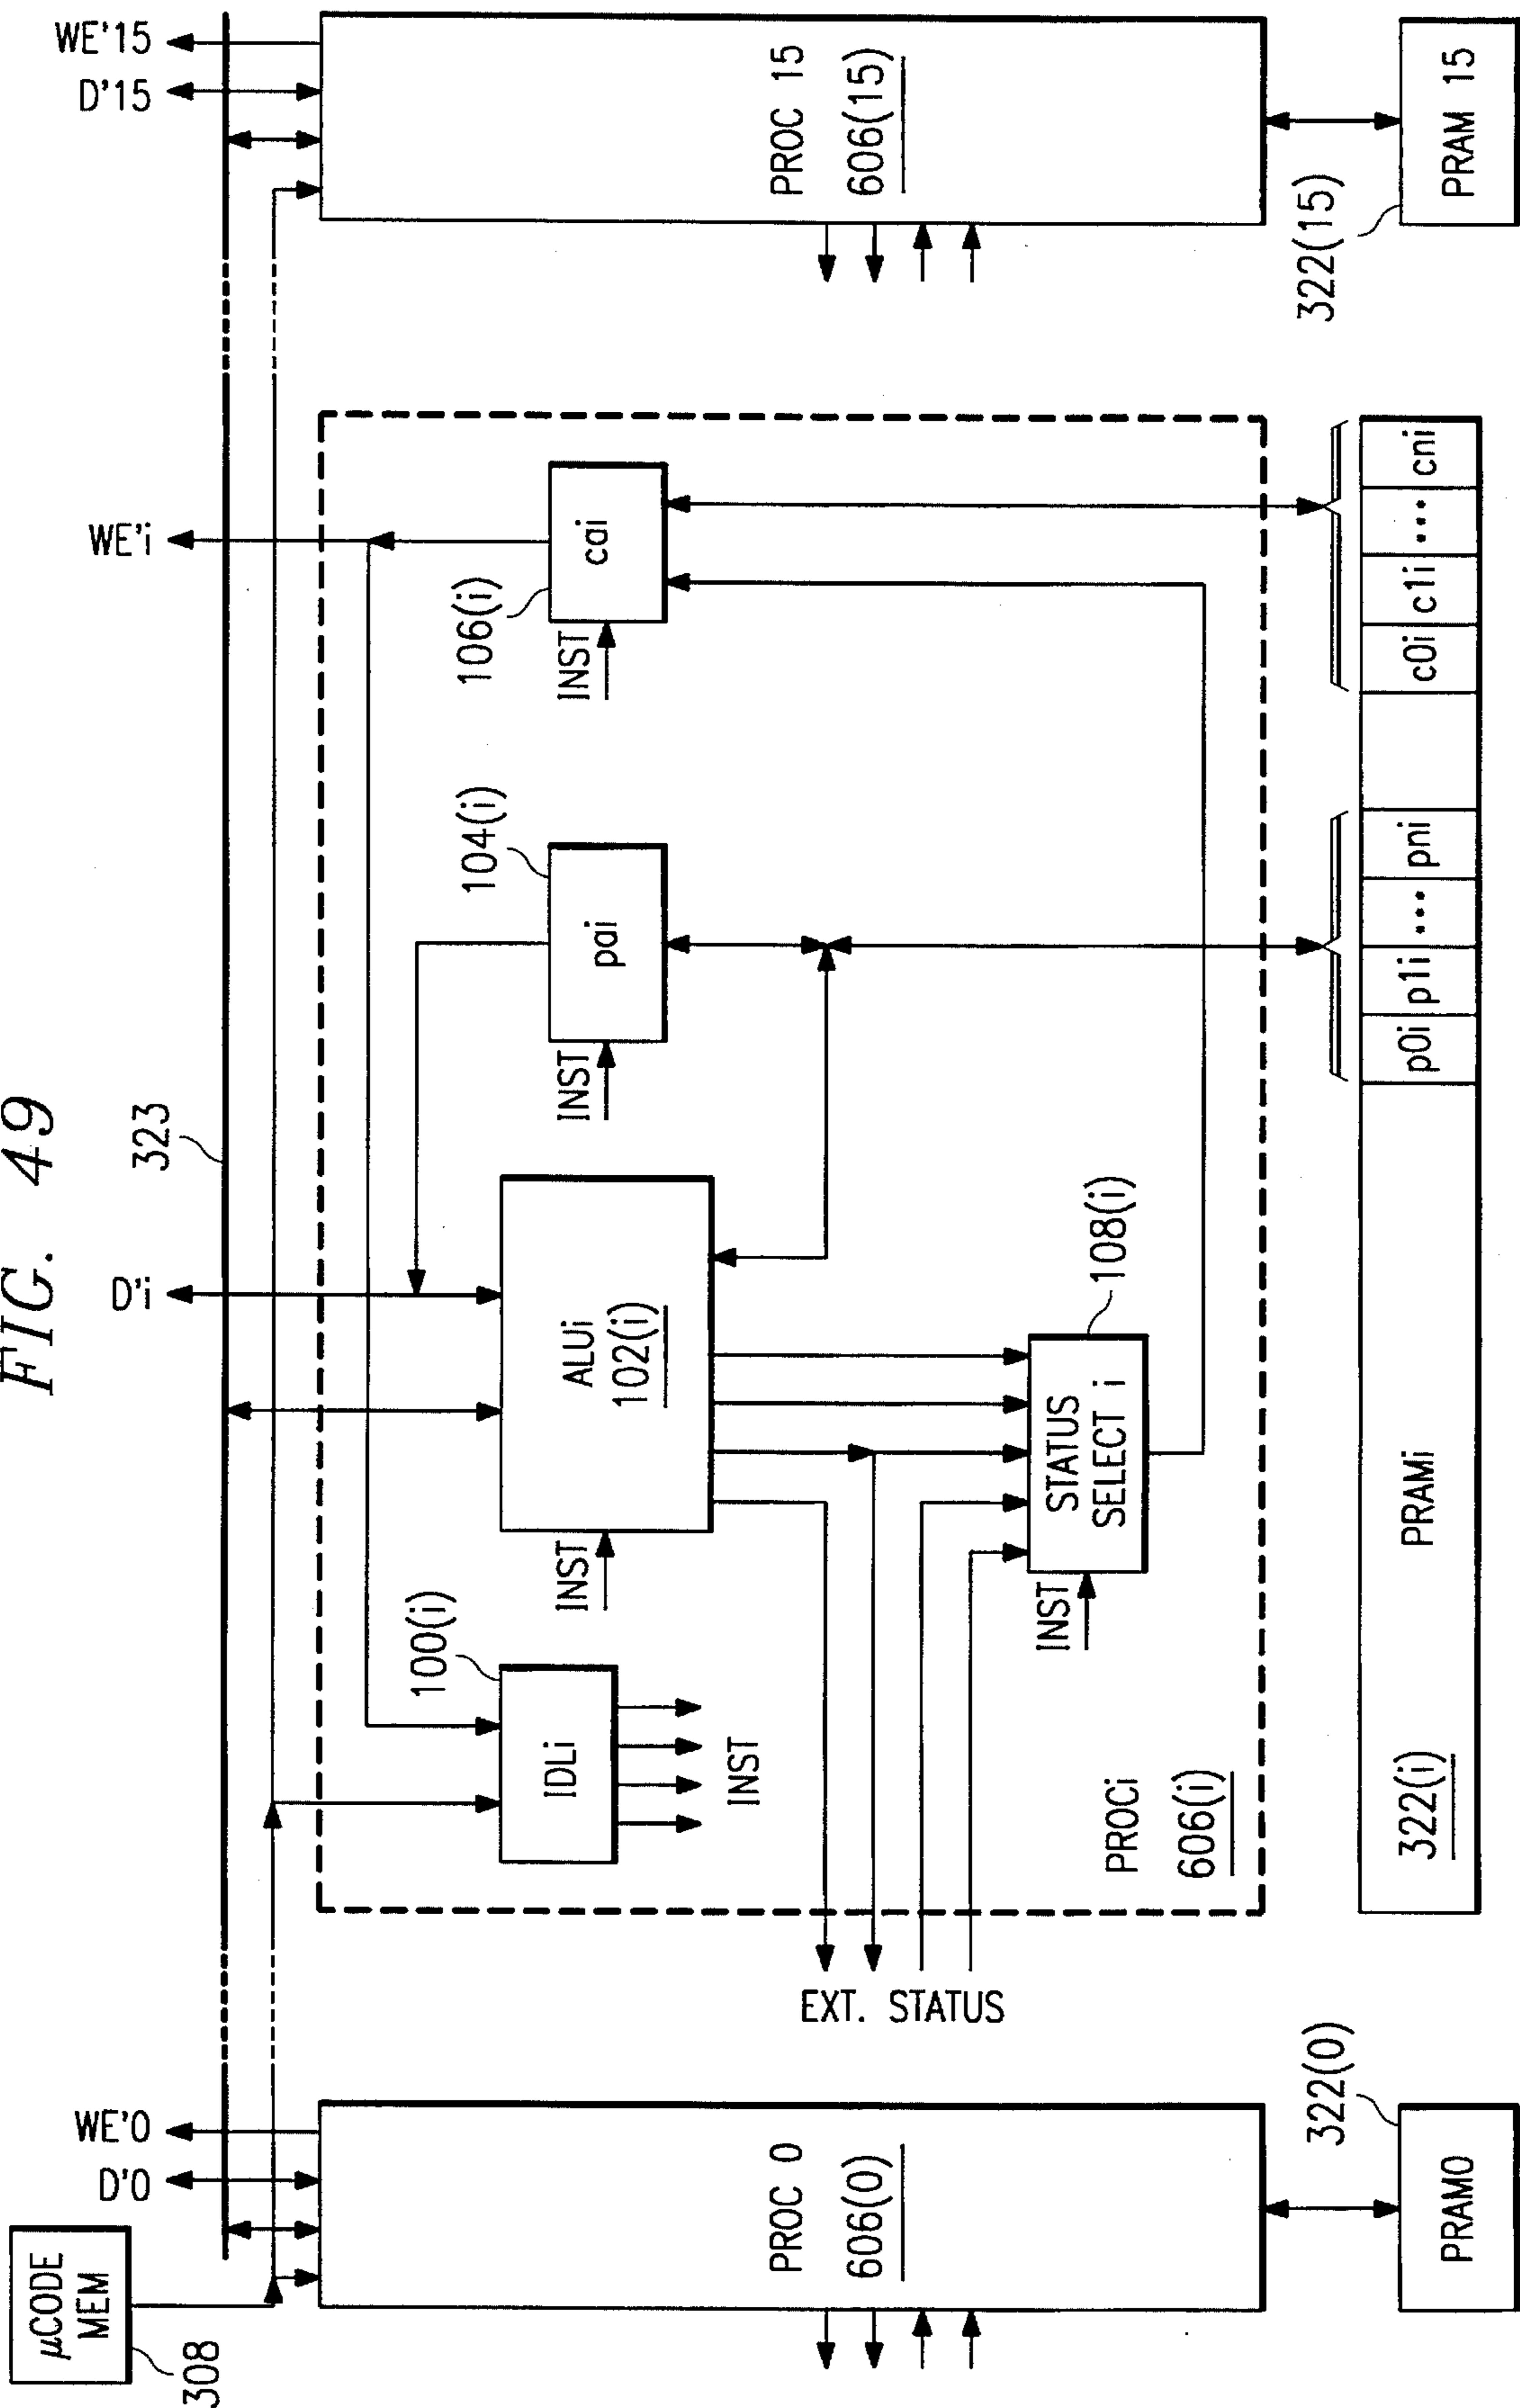 FIG. 49
µCODE
MEM
308
D'0
WE'0
323
D'i
WE'i
D'15
WE'15
PROC 0
606(0)
322(0)
PRAM0
EXT. STATUS
100(i)
IDLi
INST
INST
ALUi
102(i)
INST
104(i)
pai
INST
106(i)
cai
INST
STATUS
SELECT i
108(i)
PROCi
606(i)
322(i)
PRAMi
p0i
p1i
...
pni
c0i
c1i
...
cni
PROC 15
606(15)
322(15)
PRAM 15